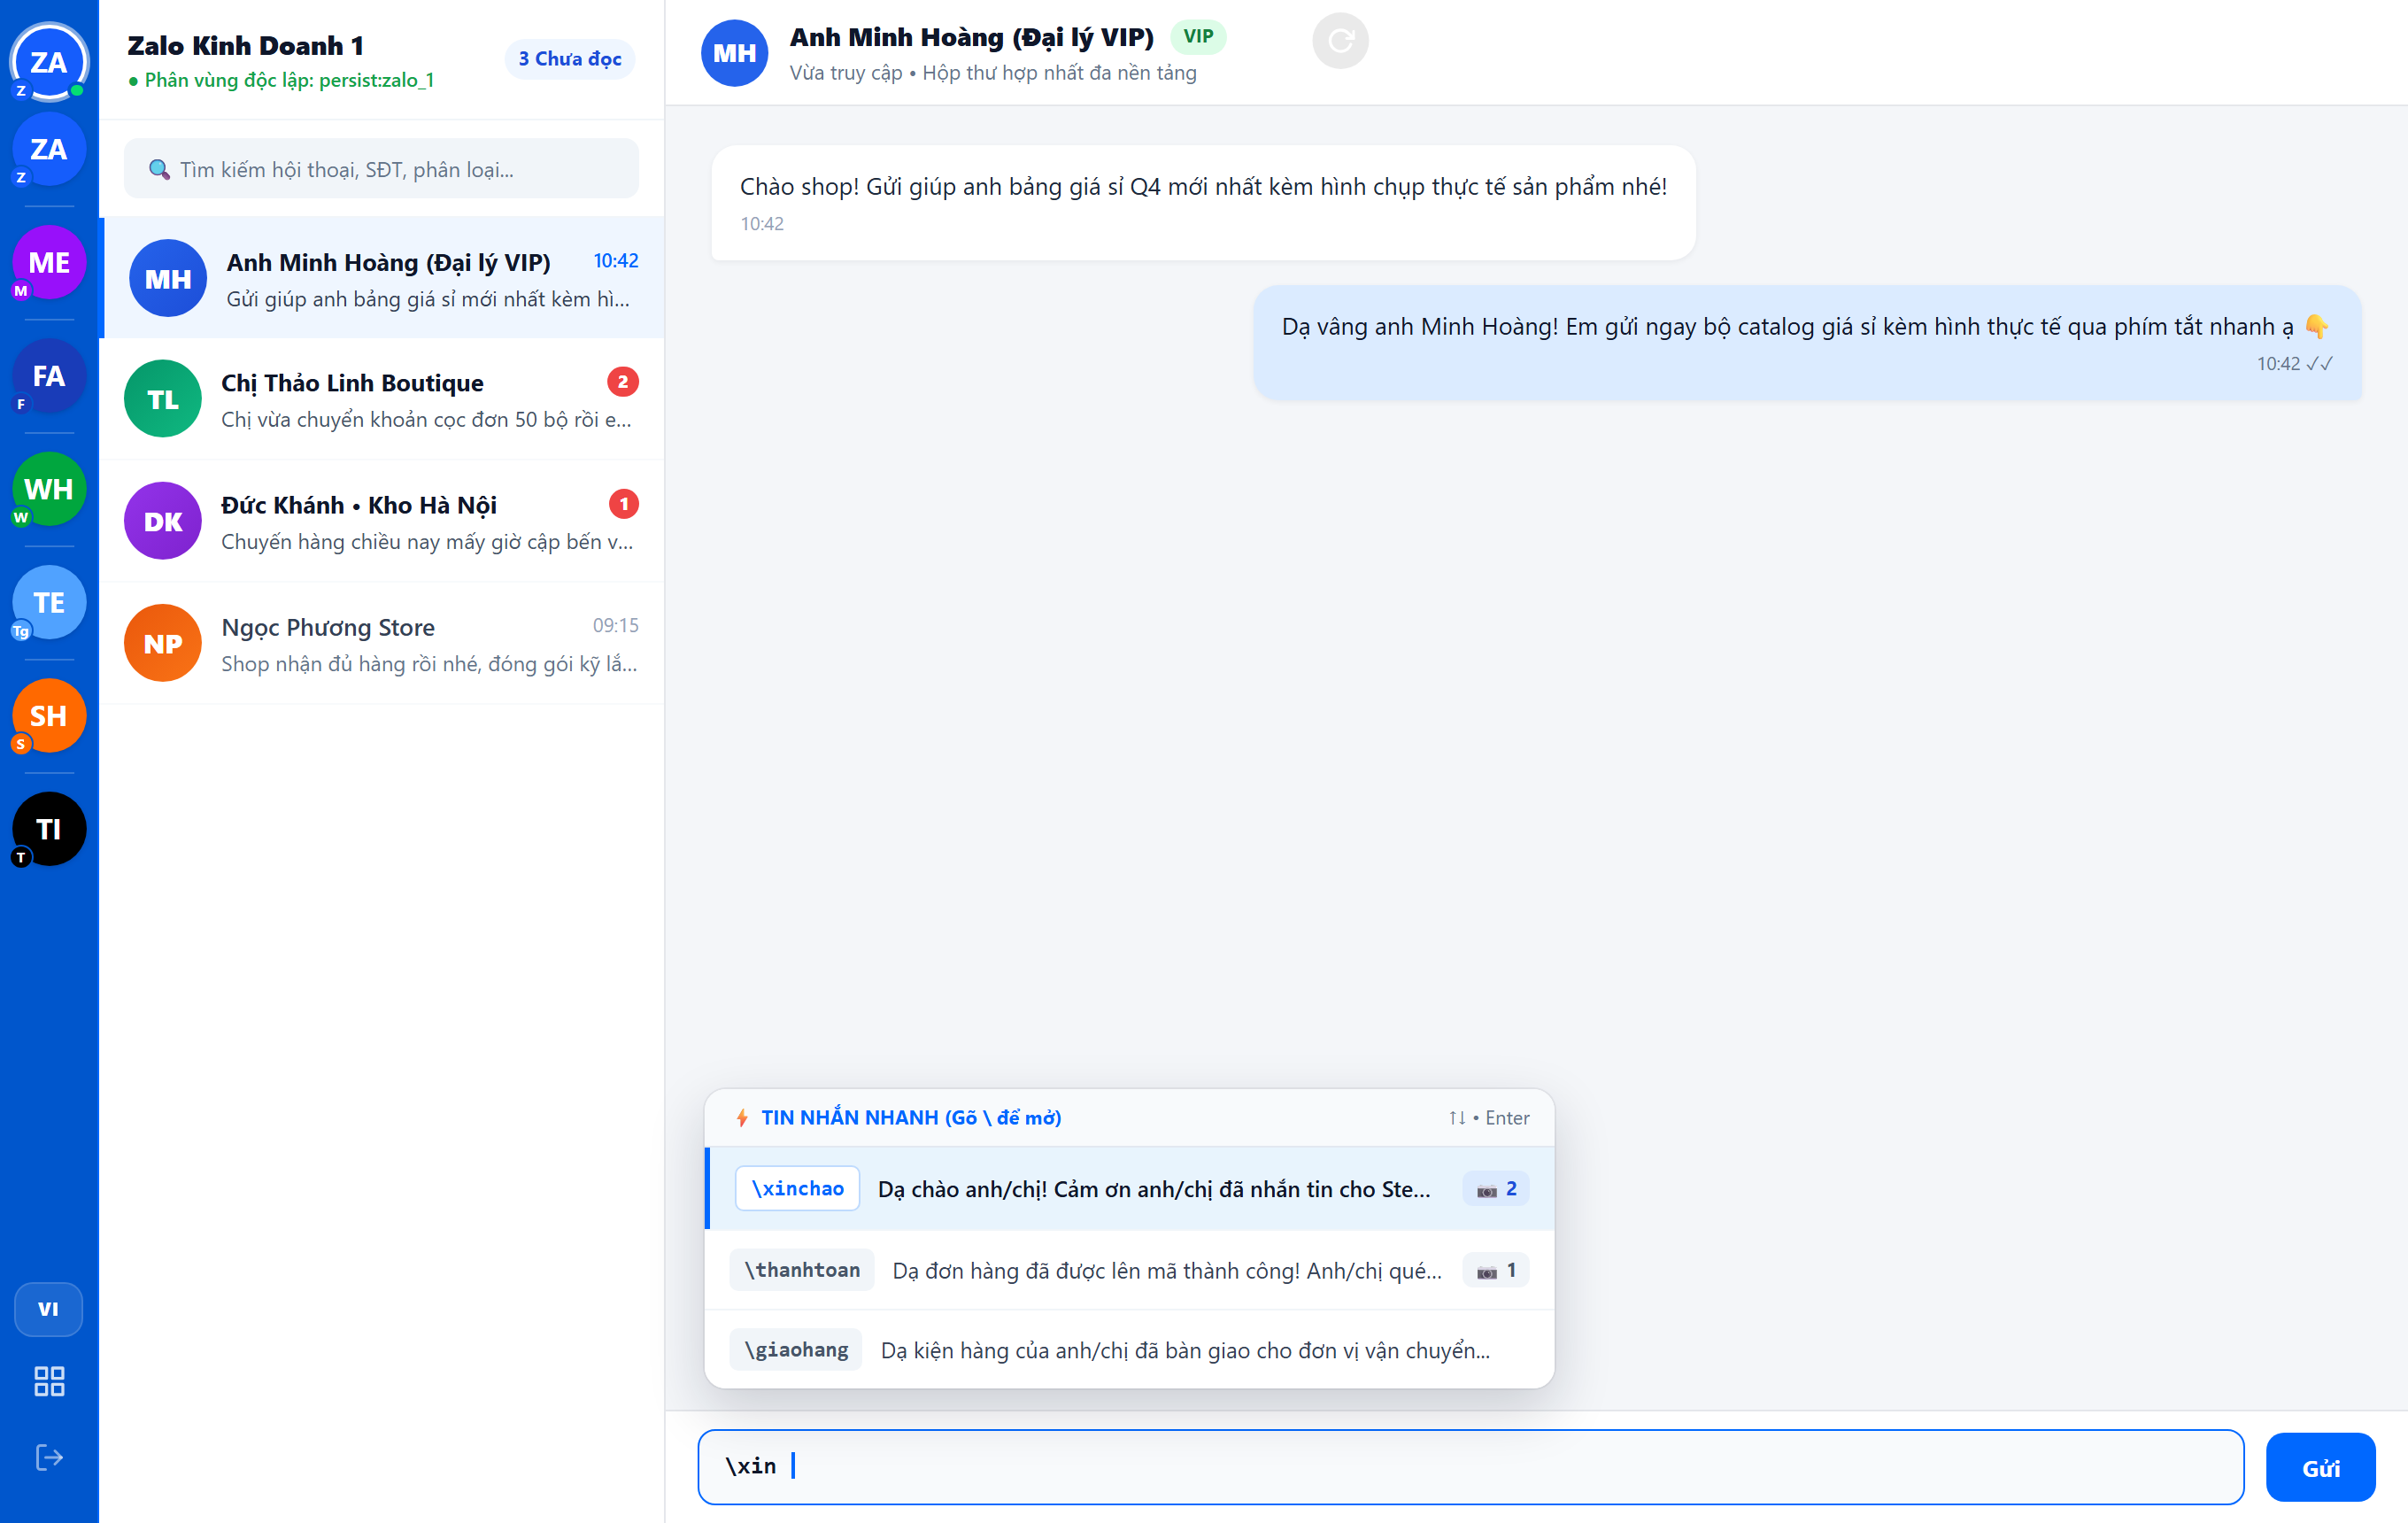 ZA
Z
ZA
Z
ME
M
FA
F
WH
W
TE
Tg
SH
S
TI
T
VI
Zalo Kinh Doanh 1
● Phân vùng độc lập: persist:zalo_1
3 Chưa đọc
🔍 Tìm kiếm hội thoại, SĐT, phân loại...
MH
Anh Minh Hoàng (Đại lý VIP)
10:42
Gửi giúp anh bảng giá sỉ mới nhất kèm hì...
TL
Chị Thảo Linh Boutique
2
Chị vừa chuyển khoản cọc đơn 50 bộ rồi e...
DK
Đức Khánh • Kho Hà Nội
1
Chuyến hàng chiều nay mấy giờ cập bến v...
NP
Ngọc Phương Store
09:15
Shop nhận đủ hàng rồi nhé, đóng gói kỹ lắ...
MH
Anh Minh Hoàng (Đại lý VIP)
VIP
Vừa truy cập • Hộp thư hợp nhất đa nền tảng
Chào shop! Gửi giúp anh bảng giá sỉ Q4 mới nhất kèm hình chụp thực tế sản phẩm nhé!
10:42
Dạ vâng anh Minh Hoàng! Em gửi ngay bộ catalog giá sỉ kèm hình thực tế qua phím tắt nhanh ạ 👇
10:42 ✓✓
⚡ TIN NHẮN NHANH (Gõ \ để mở)
↑↓ • Enter
\xinchao
Dạ chào anh/chị! Cảm ơn anh/chị đã nhắn tin cho Ste...
📷 2
\thanhtoan
Dạ đơn hàng đã được lên mã thành công! Anh/chị qué...
📷 1
\giaohang
Dạ kiện hàng của anh/chị đã bàn giao cho đơn vị vận chuyển...
\xin
Gửi